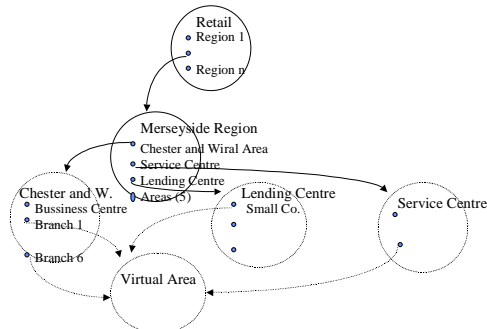 Retail
Region 1
Region n
Merseyside Region
Chester and Wiral Area
Service Centre
Lending Centre
Areas (5)
Chester and W.
Bussiness Centre
Branch 1
Branch 6
Lending Centre
Small Co.
Service Centre
Virtual Area